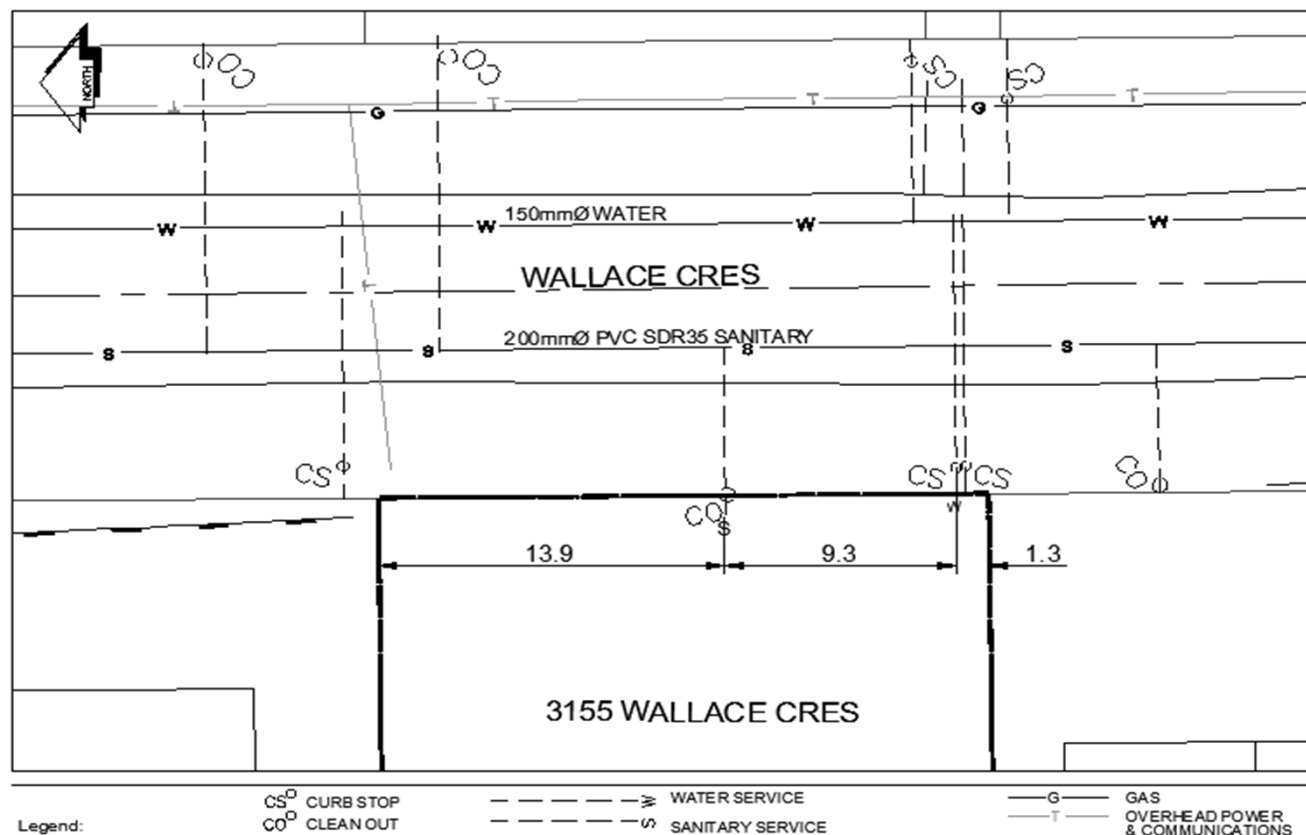 NORTH
CO
CO
CS
CS
T
T
T
T
G
G
150mmØ WATER
W
W
W
W
WALLACE CRES
T
200mmØ PVC SDR35 SANITARY
S
S
S
S
CS
CS
CS
CO
CO
S
W
13.9
9.3
1.3
3155 WALLACE CRES
Legend:
CS CURB STOP
CO CLEAN OUT
W WATER SERVICE
S SANITARY SERVICE
G GAS
T OVERHEAD POWER
& COMMUNICATIONS